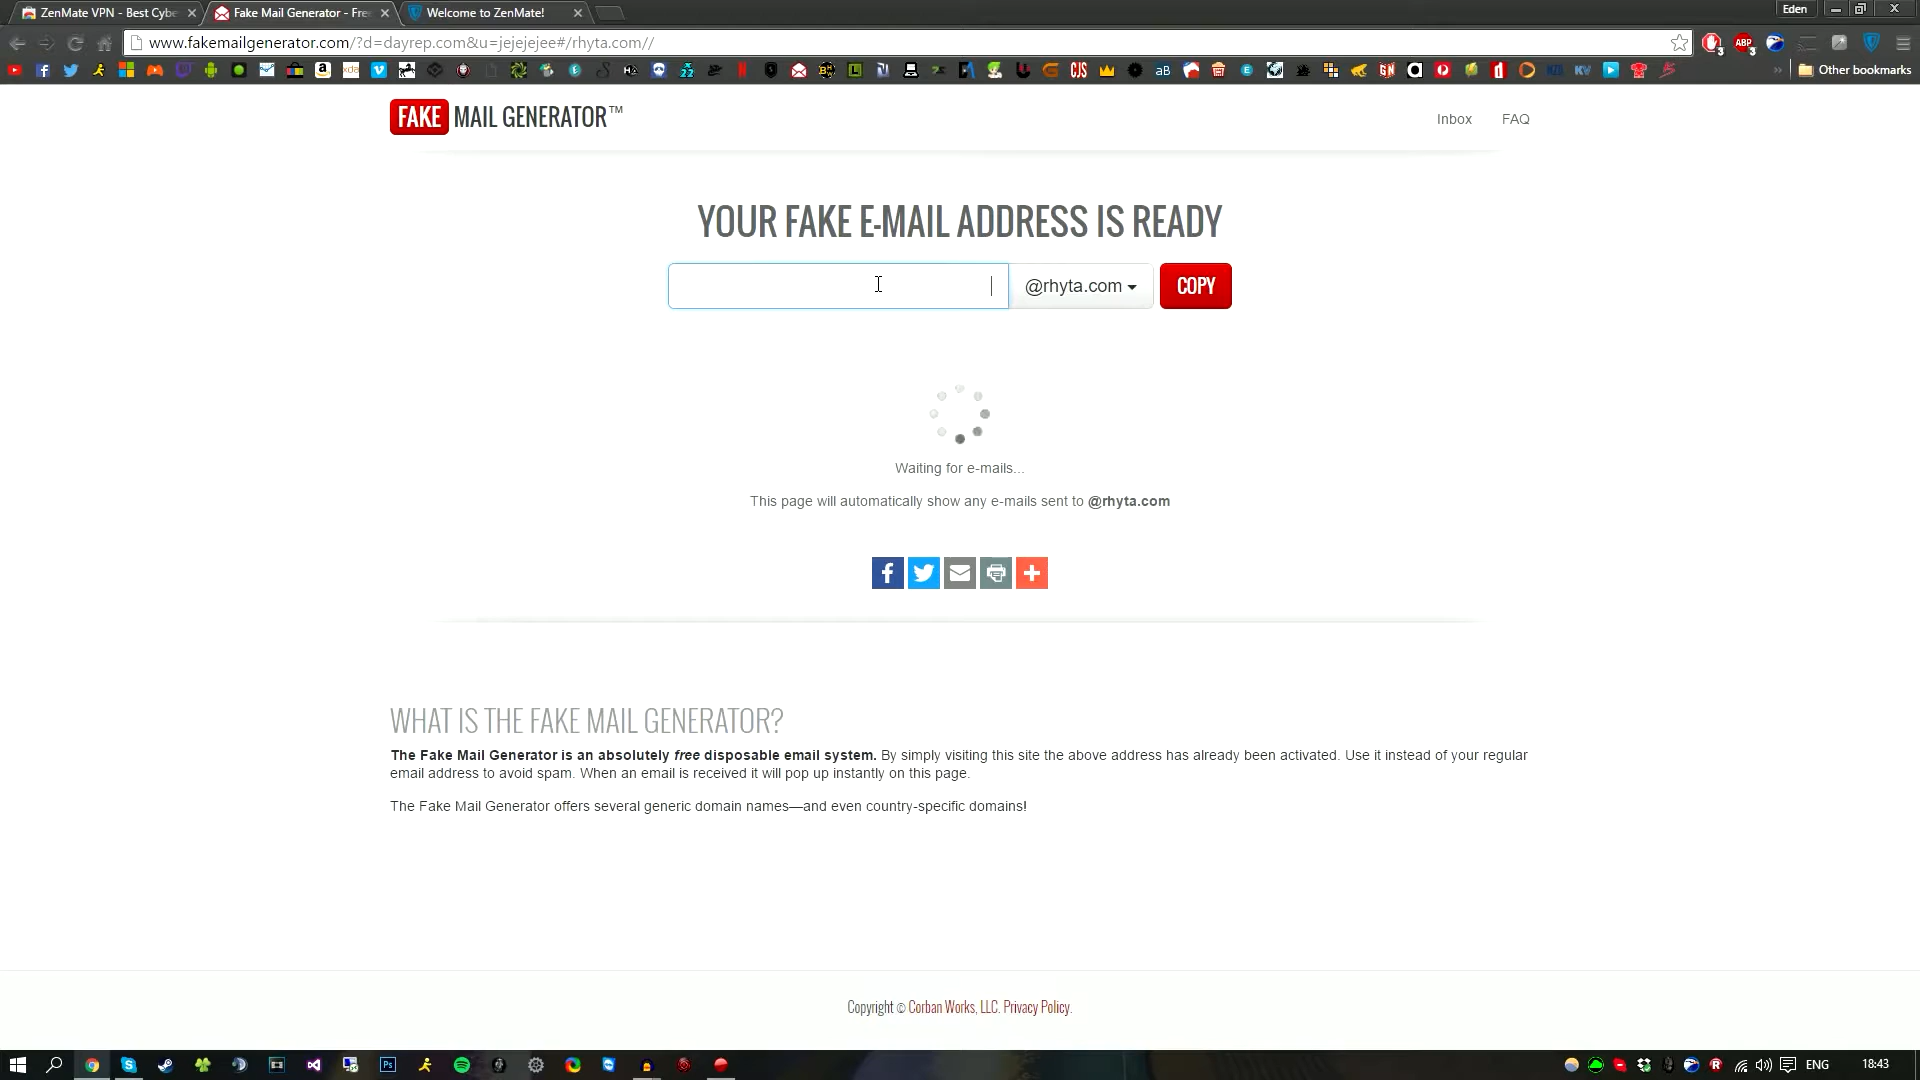 ZenMate VPN - Best Cybe
Fake Mail Generator - Fre
Welcome to ZenMate!
Eden
www.fakemailgenerator.com/?d=dayrep.com&u=jejejejee#/rhyta.com//
Other bookmarks
FAKE MAIL GENERATOR™
Inbox
FAQ
YOUR FAKE E-MAIL ADDRESS IS READY
@rhyta.com
COPY
Waiting for e-mails...
This page will automatically show any e-mails sent to @rhyta.com
WHAT IS THE FAKE MAIL GENERATOR?
The Fake Mail Generator is an absolutely free disposable email system. By simply visiting this site the above address has already been activated. Use it instead of your regular
email address to avoid spam. When an email is received it will pop up instantly on this page.
The Fake Mail Generator offers several generic domain names—and even country-specific domains!
Copyright © Corban Works, LLC. Privacy Policy.
ENG
18:43